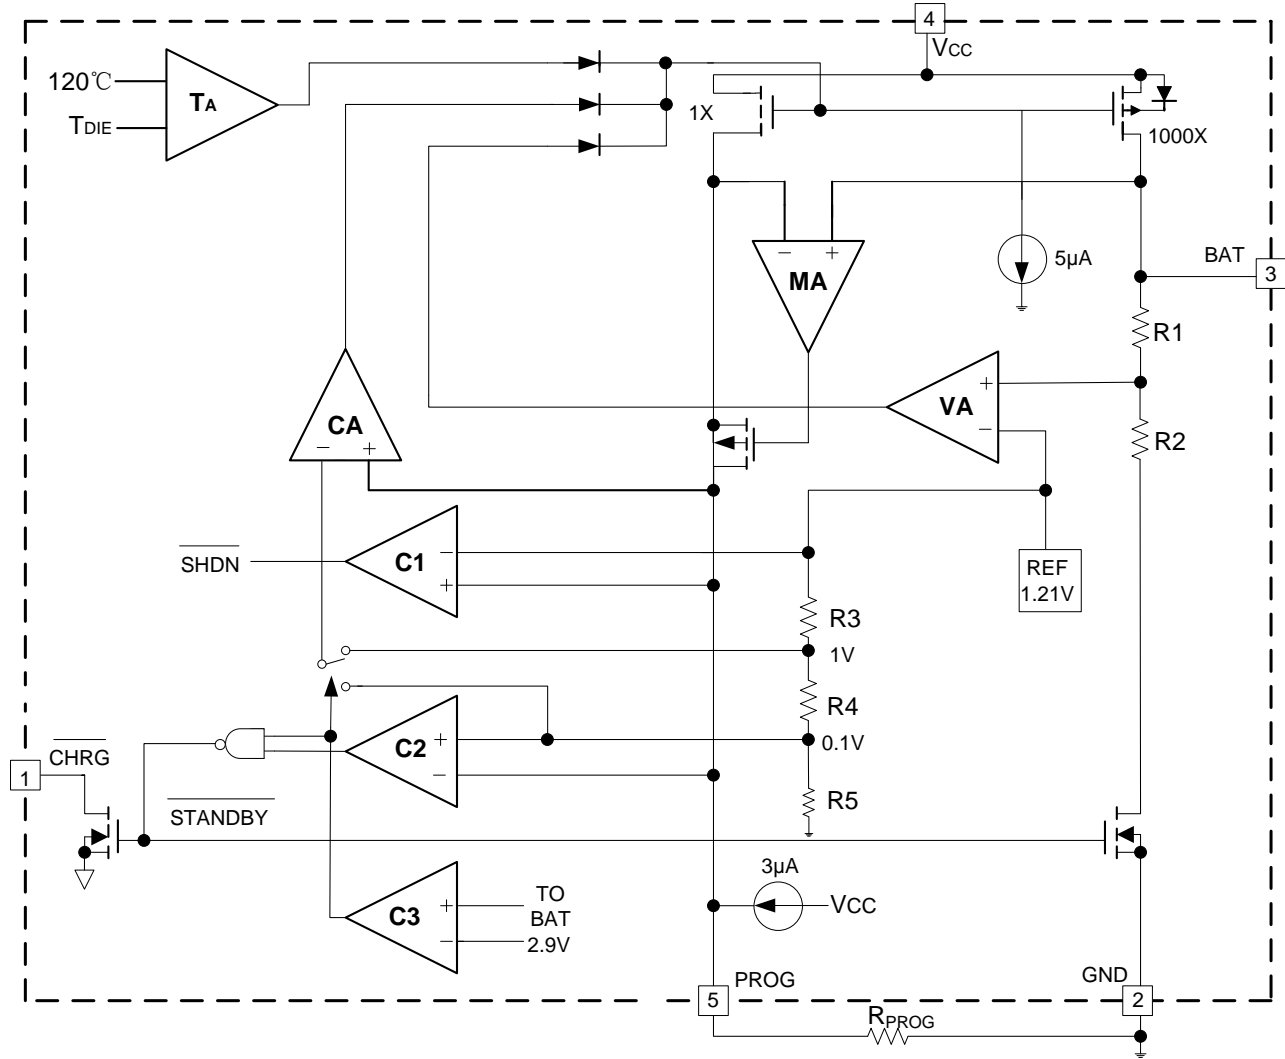 4
VCC
120℃
TA
TDIE
1X
1000X
− +
MA
5μA
BAT
3
R1
CA
− +
VA
+
−
R2
SHDN
C1
−
+
REF
1.21V
R3
1V
R4
CHRG
1
C2
+
−
0.1V
R5
STANDBY
3μA
VCC
C3
+
−
TO
BAT
2.9V
PROG
5
GND
2
RPROG